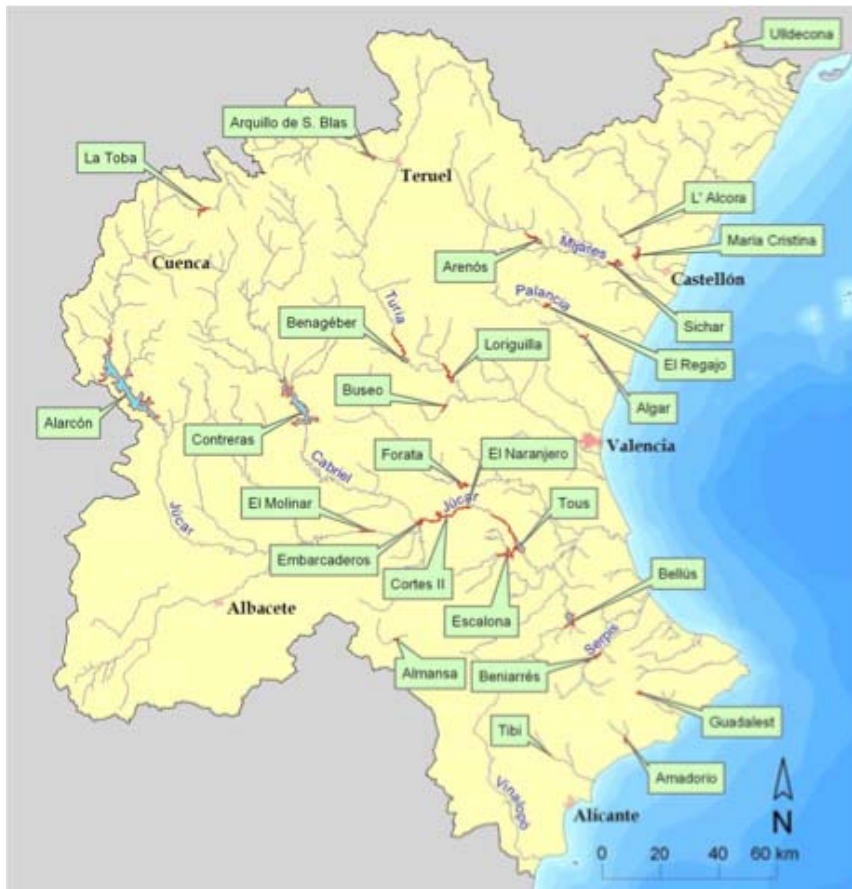 Ulldecona
Arquillo de S. Blas
La Toba
Teruel
L' Alcora
Cuenca
Mijares
Maria Cristina
Arenós
Castellón
Palancia
Turia
Sichar
Benagéber
Loriguilla
El Regajo
Buseo
Algar
Alarcón
Contreras
Valencia
Forata
El Naranjero
Cabriel
El Molinar
Júcar
Tous
Júcar
Embarcaderos
Cortes II
Bellús
Albacete
Escalona
Serpis
Almansa
Beniarrés
Guadalest
Tibi
Amadorio
Vinalopó
Alicante
N
0 20 40 60 km